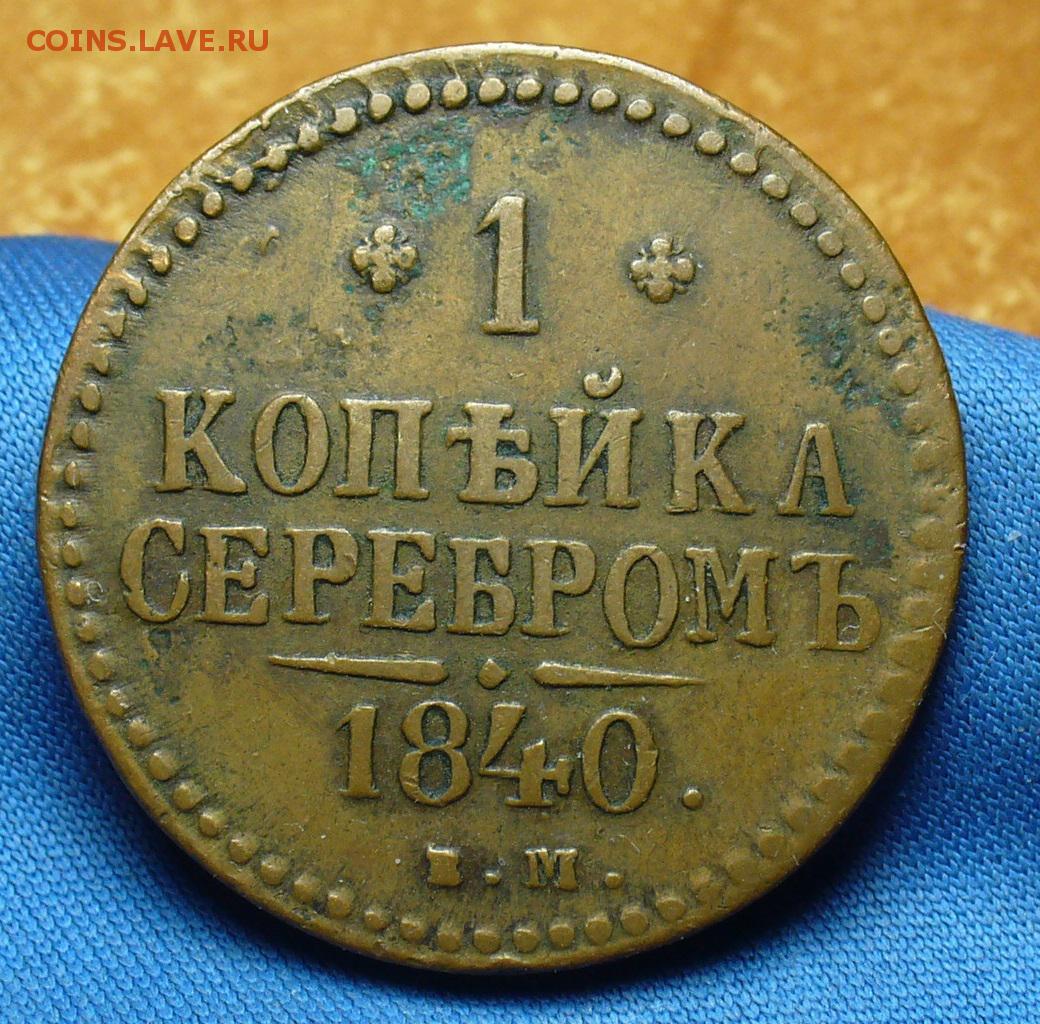 COINS.LAVE.RU
1
КОПѢЙКА
СЕРЕБРОМЪ
1840.
Е.М.